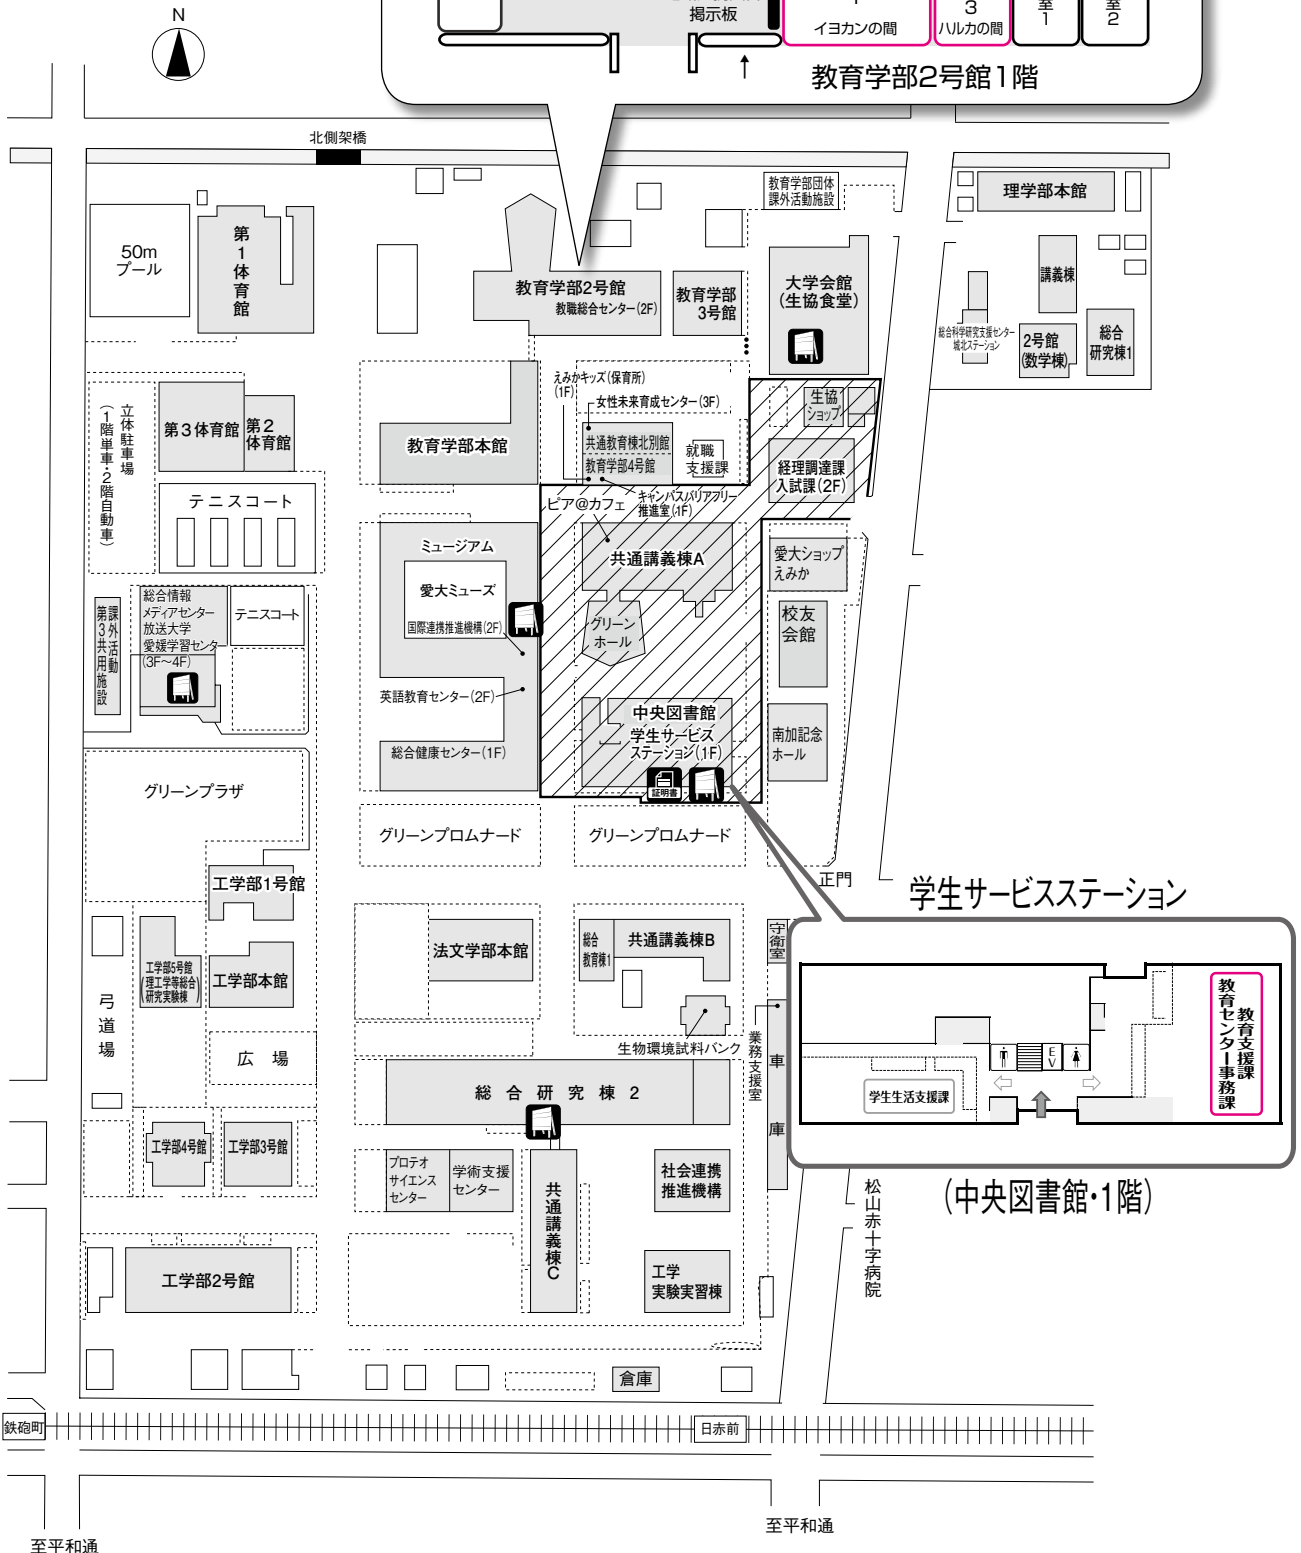 掲示板
イヨカンの間
3
ハルカの間
至1
至2
教育学部2号館1階
N
北側架橋
50m
プール
第1体育館
教育学部2号館
教職総合センター(2F)
教育学部
3号館
教育学部団体
課外活動施設
大学会館
(生協食堂)
理学部本館
講義棟
総合科学研究支援センター
城北ステーション
2号館
(数学棟)
総合
研究棟1
立体駐車場
(1階単車・2階自動車)
第3体育館
第2
体育館
テニスコート
教育学部本館
えみかキッズ(保育所)
(1F)
女性未来育成センター(3F)
共通教育棟北別館
教育学部4号館
就職
支援課
生協
ショップ
経理調達課
入試課(2F)
ピア@カフェ
キャンパスバリアフリー
推進室(1F)
ミュージアム
愛大ミューズ
国際連携推進機構(2F)
英語教育センター(2F)
総合健康センター(1F)
共通講義棟A
グリーン
ホール
愛大ショップ
えみか
校友
会館
課外活動
第3共用施設
総合情報
メディアセンター
放送大学
愛媛学習センター
(3F〜4F)
テニスコート
中央図書館
学生サービス
ステーション(1F)
証明書
南加記念
ホール
グリーンプラザ
グリーンプロムナード
グリーンプロムナード
正門
工学部1号館
学生サービスステーション
工学部5号館
(理工学等総合
研究実験棟)
工学部本館
弓道場
広場
法文学部本館
総合
教育棟1
共通講義棟B
守衛室
生物環境試料バンク
業務支援室
車庫
EV
学生生活支援課
教育支援課
教育センター事務課
(中央図書館・1階)
総合研究棟2
工学部4号館
工学部3号館
プロテオ
サイエンス
センター
学術支援
センター
共通講義棟C
社会連携
推進機構
松山赤十字病院
工学部2号館
工学
実験実習棟
倉庫
鉄砲町
日赤前
至平和通
至平和通